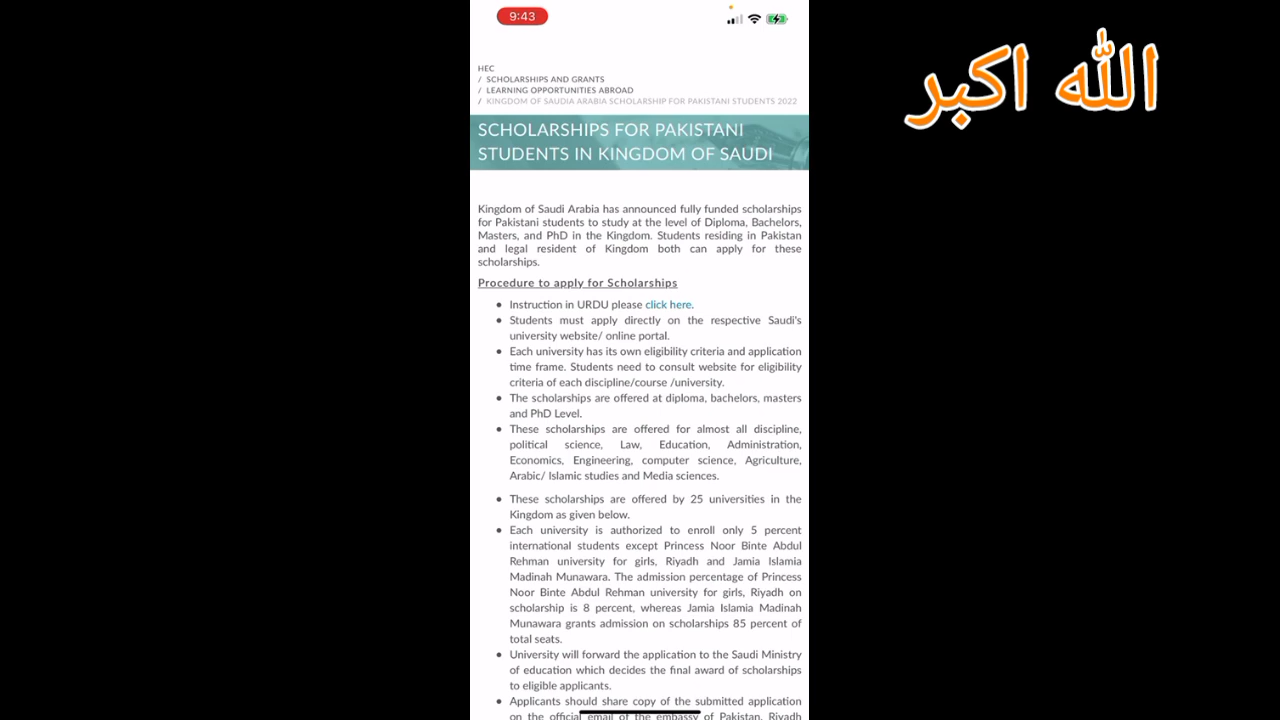 9:43
الله اكبر
HEC
/ SCHOLARSHIPS AND GRANTS
/ LEARNING OPPORTUNITIES ABROAD
/ KINGDOM OF SAUDIA ARABIA SCHOLARSHIP FOR PAKISTANI STUDENTS 2022
SCHOLARSHIPS FOR PAKISTANI
STUDENTS IN KINGDOM OF SAUDI
Kingdom of Saudi Arabia has announced fully funded scholarships
for Pakistani students to study at the level of Diploma, Bachelors,
Masters, and PhD in the Kingdom. Students residing in Pakistan
and legal resident of Kingdom both can apply for these
scholarships.
Procedure to apply for Scholarships
• Instruction in URDU please click here.
• Students must apply directly on the respective Saudi's
university website/ online portal.
• Each university has its own eligibility criteria and application
time frame. Students need to consult website for eligibility
criteria of each discipline/course /university.
• The scholarships are offered at diploma, bachelors, masters
and PhD Level.
• These scholarships are offered for almost all discipline,
political science, Law, Education, Administration,
Economics, Engineering, computer science, Agriculture,
Arabic/ Islamic studies and Media sciences.
• These scholarships are offered by 25 universities in the
Kingdom as given below.
• Each university is authorized to enroll only 5 percent
international students except Princess Noor Binte Abdul
Rehman university for girls, Riyadh and Jamia Islamia
Madinah Munawara. The admission percentage of Princess
Noor Binte Abdul Rehman university for girls, Riyadh on
scholarship is 8 percent, whereas Jamia Islamia Madinah
Munawara grants admission on scholarships 85 percent of
total seats.
• University will forward the application to the Saudi Ministry
of education which decides the final award of scholarships
to eligible applicants.
• Applicants should share copy of the submitted application
on the official email of the embassy of Pakistan, Riyadh